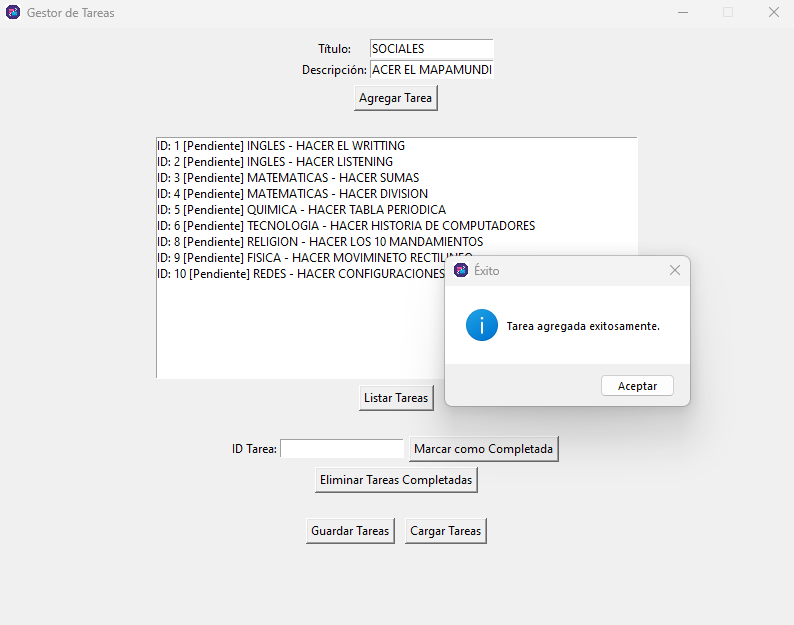 Gestor de Tareas
Título: SOCIALES
Descripción: ACER EL MAPAMUNDI
Agregar Tarea
ID: 1 [Pendiente] INGLES - HACER EL WRITTING
ID: 2 [Pendiente] INGLES - HACER LISTENING
ID: 3 [Pendiente] MATEMATICAS - HACER SUMAS
ID: 4 [Pendiente] MATEMATICAS - HACER DIVISION
ID: 5 [Pendiente] QUIMICA - HACER TABLA PERIODICA
ID: 6 [Pendiente] TECNOLOGIA - HACER HISTORIA DE COMPUTADORES
ID: 8 [Pendiente] RELIGION - HACER LOS 10 MANDAMIENTOS
ID: 9 [Pendiente] FISICA - HACER MOVIMINETO RECTILINEO
ID: 10 [Pendiente] REDES - HACER CONFIGURACIONES
Éxito
Tarea agregada exitosamente.
Aceptar
Listar Tareas
ID Tarea: Marcar como Completada
Eliminar Tareas Completadas
Guardar Tareas Cargar Tareas